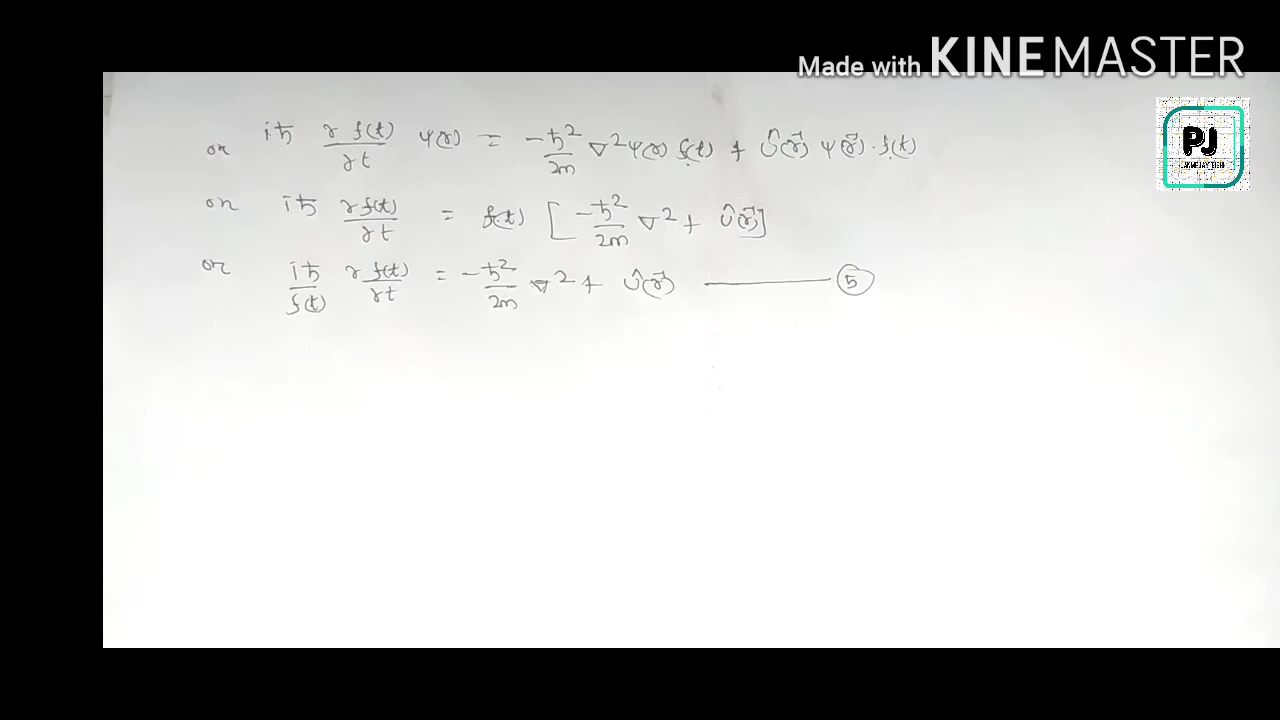 Made with KINEMASTER
PJ
or iℏ ∂f(t)/∂t ψ(r) = -ℏ²/2m ∇²ψ(r) f(t) + Û(r⃗) ψ(r⃗)·f(t)
or iℏ ∂f(t)/∂t = f(t) [-ℏ²/2m ∇² + Û(r⃗)]
or iℏ/f(t) ∂f(t)/∂t = -ℏ²/2m ∇² + Û(r⃗) ——— ⑤